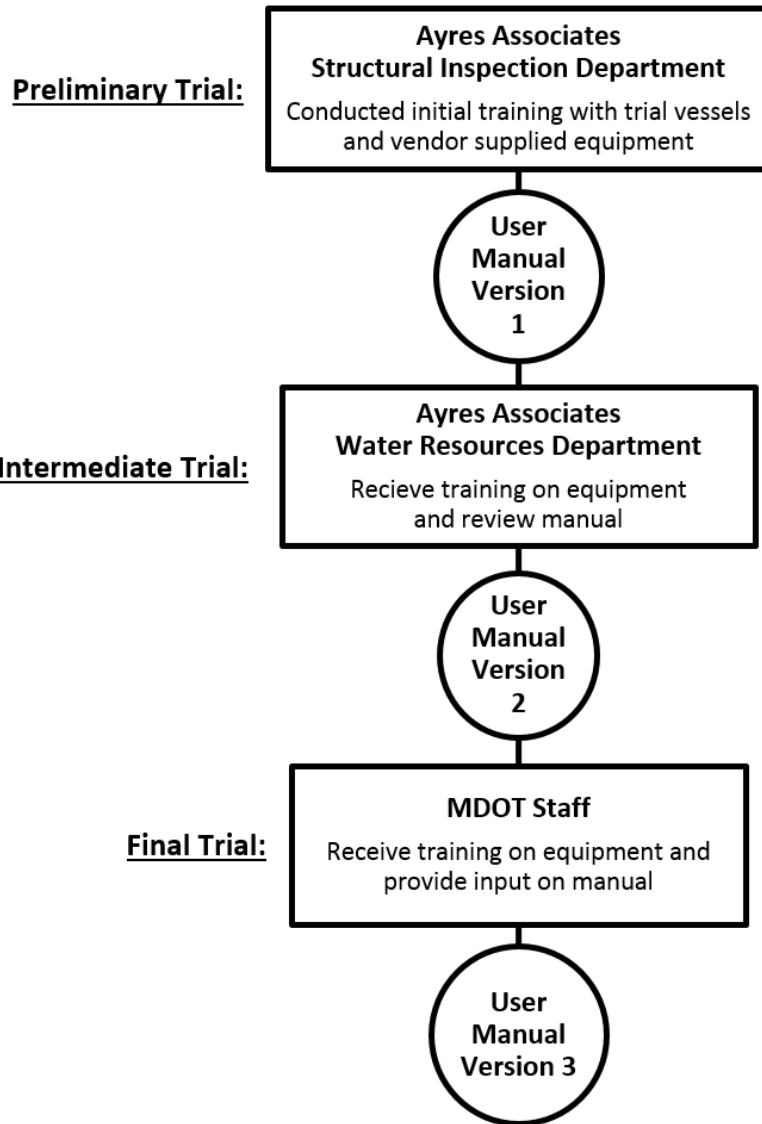 Ayres Associates
Structural Inspection Department
Preliminary Trial:
Conducted initial training with trial vessels
and vendor supplied equipment
User
Manual
Version
1
Ayres Associates
Water Resources Department
Intermediate Trial:
Recieve training on equipment
and review manual
User
Manual
Version
2
MDOT Staff
Final Trial:
Receive training on equipment and
provide input on manual
User
Manual
Version 3